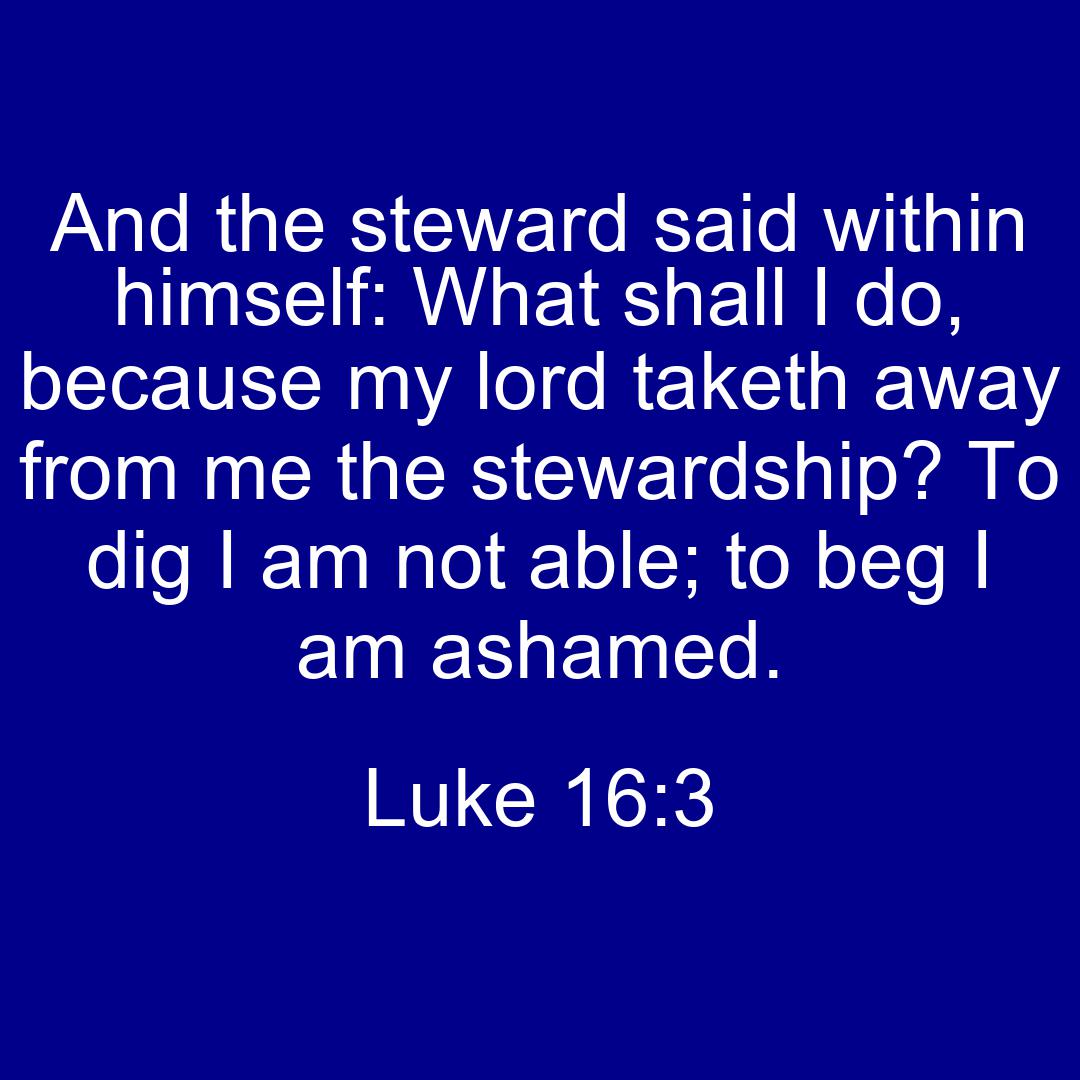 And the steward said within
himself: What shall I do,
because my lord taketh away
from me the stewardship? To
dig I am not able; to beg I
am ashamed.
Luke 16:3